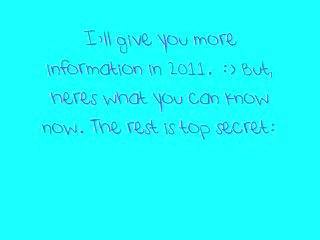 I'll give you more
information in 2011. :) But,
heres what you can know
now. The rest is top secret: